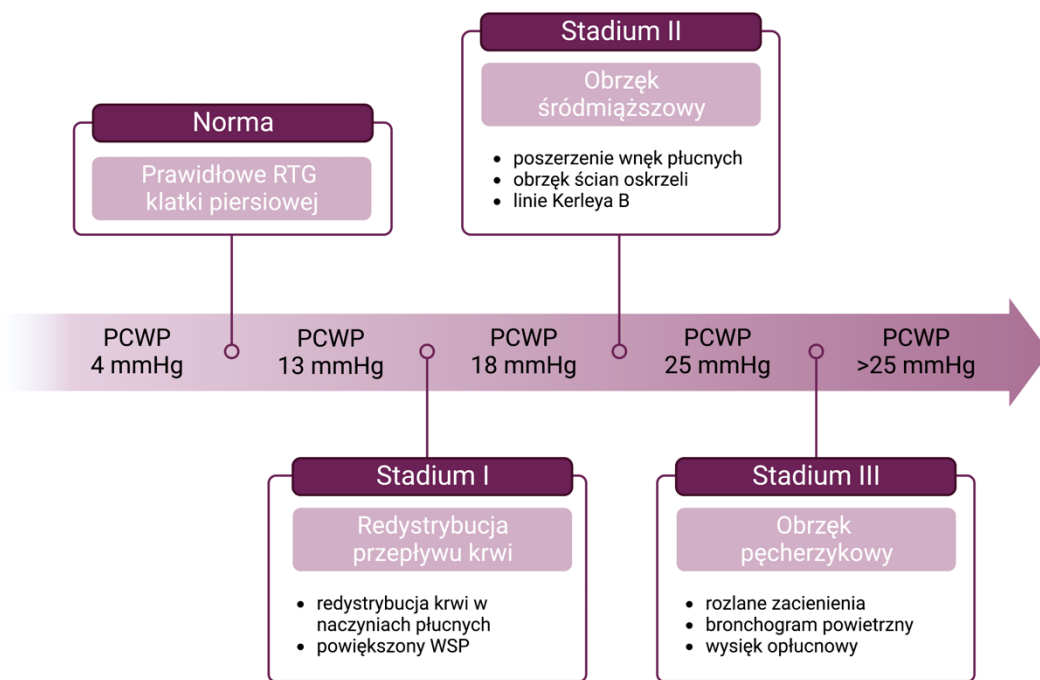 Norma
Prawidłowe RTG
klatki piersiowej
Stadium II
Obrzęk
śródmiąższowy
• poszerzenie wnęk płucnych
• obrzęk ścian oskrzeli
• linie Kerleya B
PCWP
4 mmHg
PCWP
13 mmHg
PCWP
18 mmHg
PCWP
25 mmHg
PCWP
>25 mmHg
Stadium I
Redystrybucja
przepływu krwi
• redystrybucja krwi w
naczyniach płucnych
• powiększony WSP
Stadium III
Obrzęk
pęcherzykowy
• rozlane zacienienia
• bronchogram powietrzny
• wysięk opłucnowy